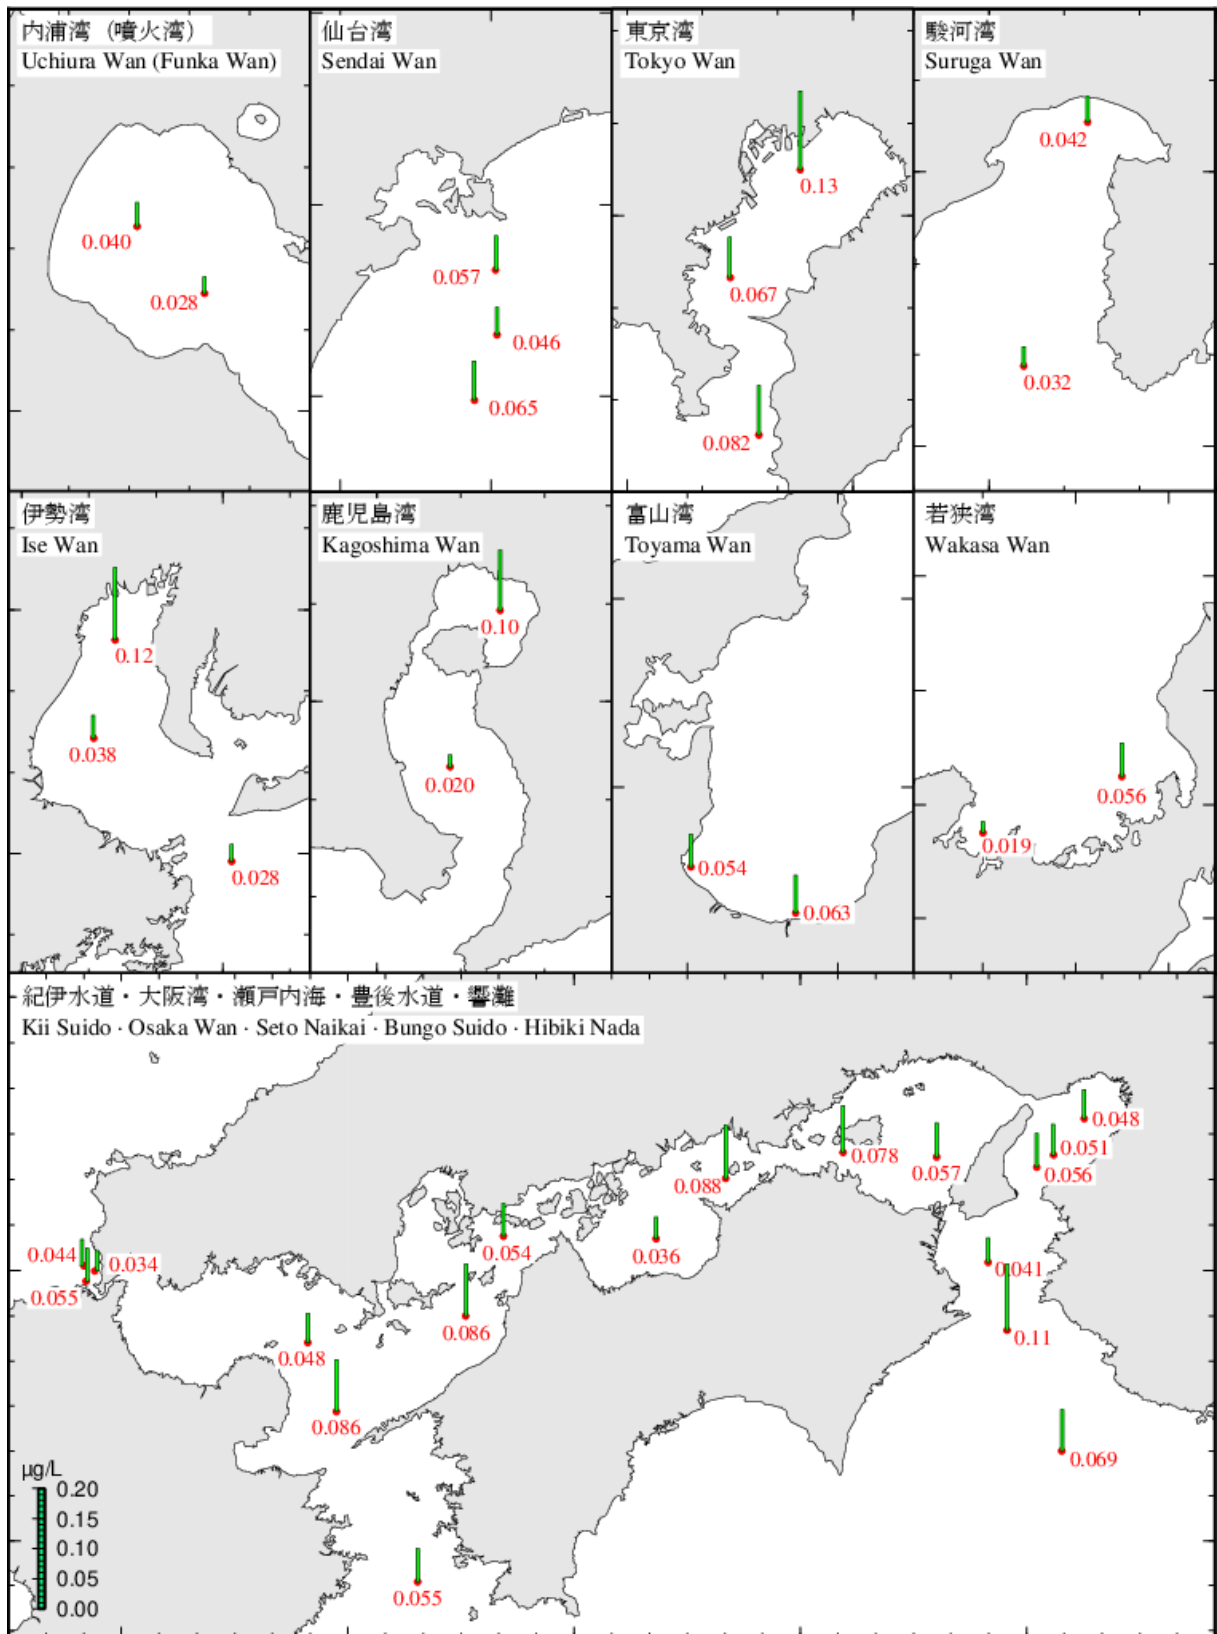 内浦湾（噴火湾）
Uchiura Wan (Funka Wan)
0.040
0.028
仙台湾
Sendai Wan
0.057
0.046
0.065
東京湾
Tokyo Wan
0.13
0.067
0.082
駿河湾
Suruga Wan
0.042
0.032
伊勢湾
Ise Wan
0.12
0.038
0.028
鹿児島湾
Kagoshima Wan
0.10
0.020
富山湾
Toyama Wan
0.054
0.063
若狭湾
Wakasa Wan
0.056
0.019
紀伊水道・大阪湾・瀬戸内海・豊後水道・響灘
Kii Suido · Osaka Wan · Seto Naikai · Bungo Suido · Hibiki Nada
0.048
0.051
0.056
0.078
0.057
0.088
0.054
0.036
0.044
0.034
0.055
0.041
0.086
0.11
0.048
0.086
0.069
0.055
µg/L
0.20
0.15
0.10
0.05
0.00